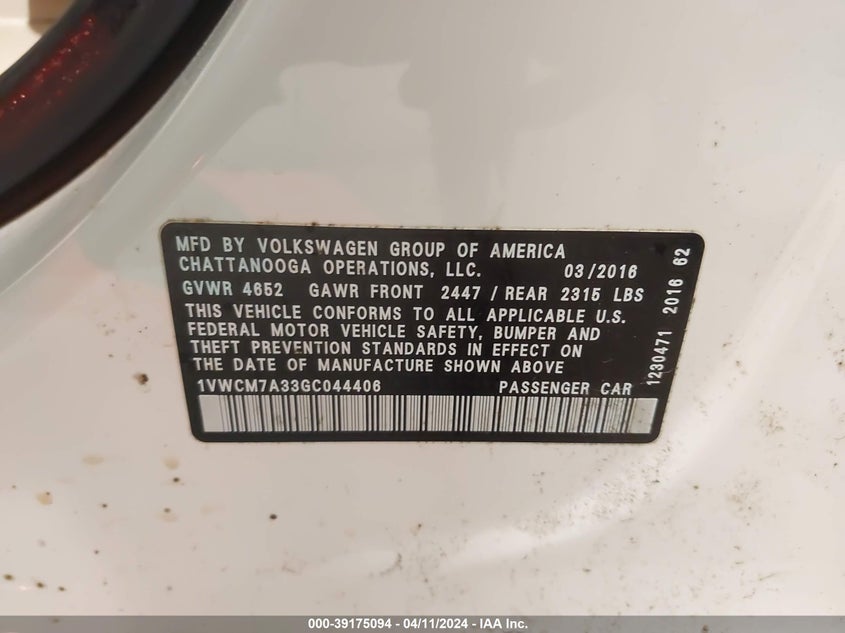 MFD BY VOLKSWAGEN GROUP OF AMERICA
CHATTANOOGA OPERATIONS, LLC. 03/2016
GVWR 4652 GAWR FRONT 2447 / REAR 2315 LBS
THIS VEHICLE CONFORMS TO ALL APPLICABLE U.S.
FEDERAL MOTOR VEHICLE SAFETY, BUMPER AND
THEFT PREVENTION STANDARDS IN EFFECT ON
THE DATE OF MANUFACTURE SHOWN ABOVE
1VWCM7A33GC044406 PASSENGER CAR
1230471 2016 62
000-39175094 - 04/11/2024 - IAA Inc.